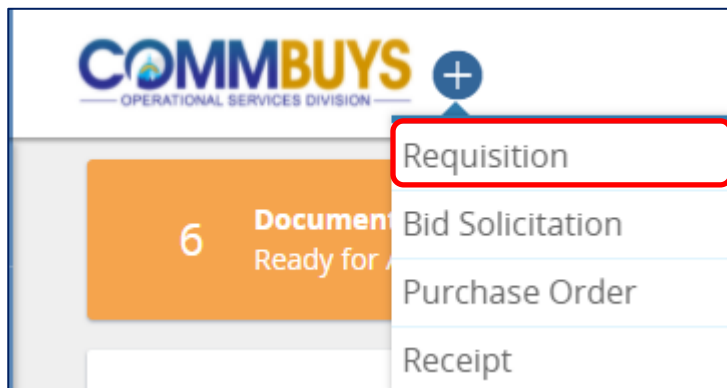 COMMBUYS
OPERATIONAL SERVICES DIVISION
Requisition
6
Document
Ready for
Bid Solicitation
Purchase Order
Receipt